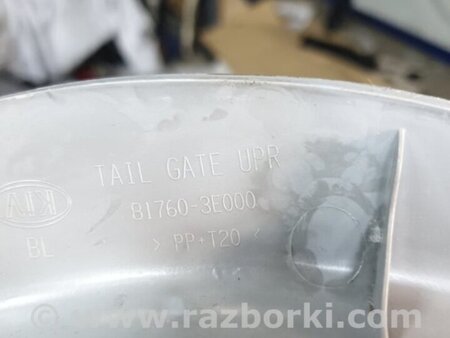 TAIL GATE UPR
KIA
81760-3E000
BL
> PP+T20 <
www.razborki.com